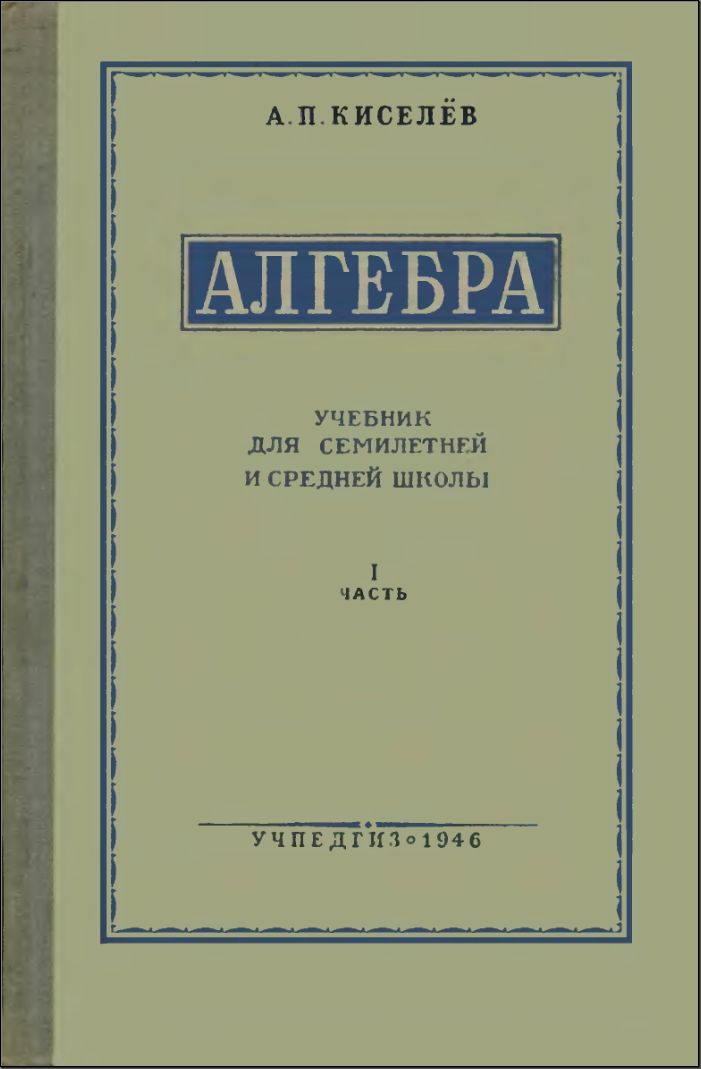 А. П. КИСЕЛЁВ
АЛГЕБРА
УЧЕБНИК
ДЛЯ СЕМИЛЕТНЕЙ
И СРЕДНЕЙ ШКОЛЫ
I
ЧАСТЬ
УЧПЕДГИЗ 1946